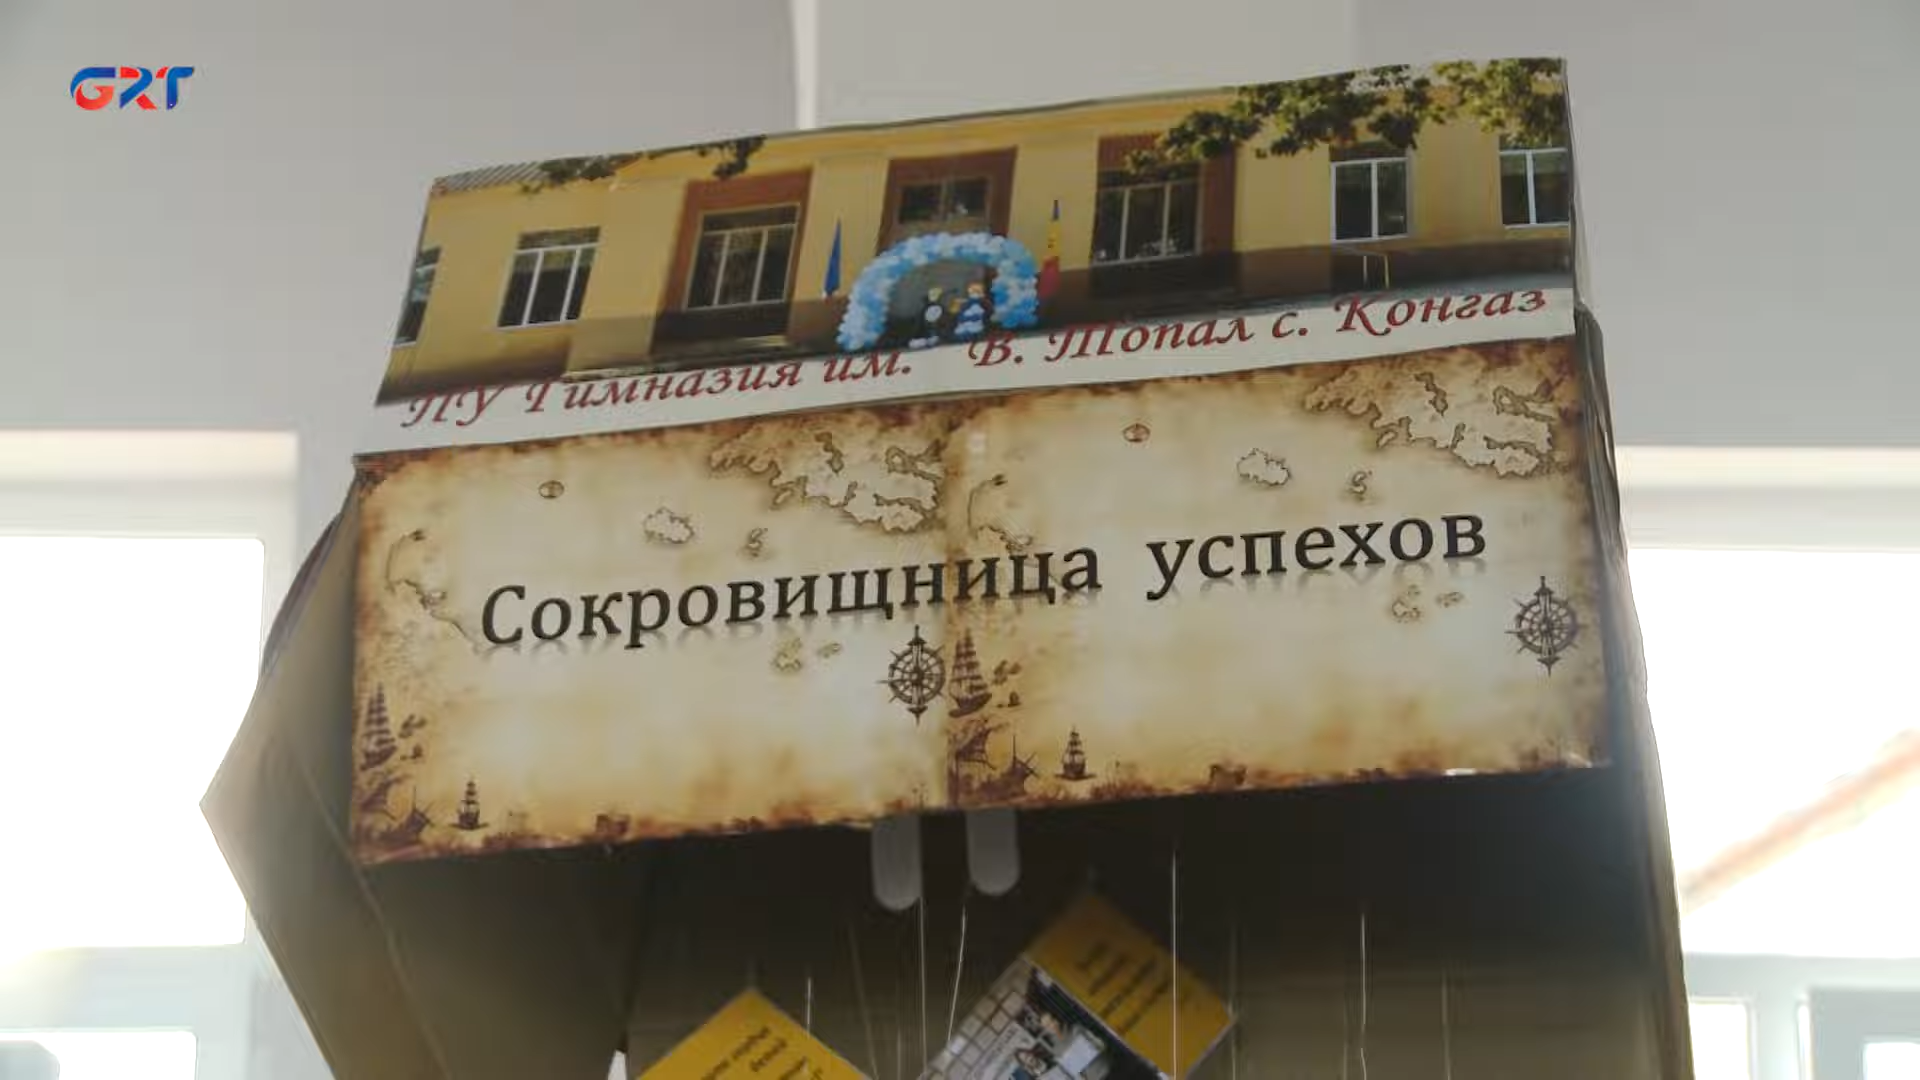 GRT
ПУ Гимназия им. В. Топал с. Конгаз
Сокровищница успехов